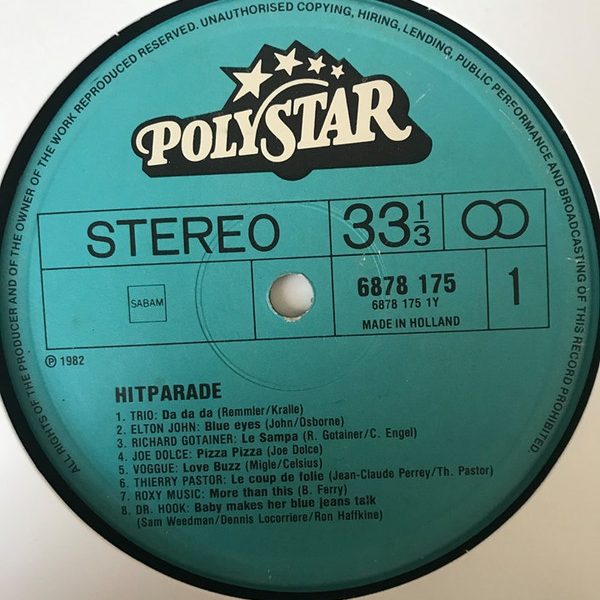 ALL RIGHTS OF THE PRODUCER AND OF THE OWNER OF THE WORK REPRODUCED RESERVED. UNAUTHORISED COPYING, HIRING, LENDING, PUBLIC PERFORMANCE AND BROADCASTING OF THIS RECORD PROHIBITED.
POLYSTAR
STEREO
33 1/3
SABAM
6878 175
6878 175 1Y
MADE IN HOLLAND
1
℗ 1982
HITPARADE
1. TRIO: Da da da (Remmler/Kralle)
2. ELTON JOHN: Blue eyes (John/Osborne)
3. RICHARD GOTAINER: Le Sampa (R. Gotainer/C. Engel)
4. JOE DOLCE: Pizza Pizza (Joe Dolce)
5. VOGGUE: Love Buzz (Migle/Celsius)
6. THIERRY PASTOR: Le coup de folie (Jean-Claude Perrey/Th. Pastor)
7. ROXY MUSIC: More than this (B. Ferry)
8. DR. HOOK: Baby makes her blue jeans talk
(Sam Weedman/Dennis Locorriere/Ron Haffkine)